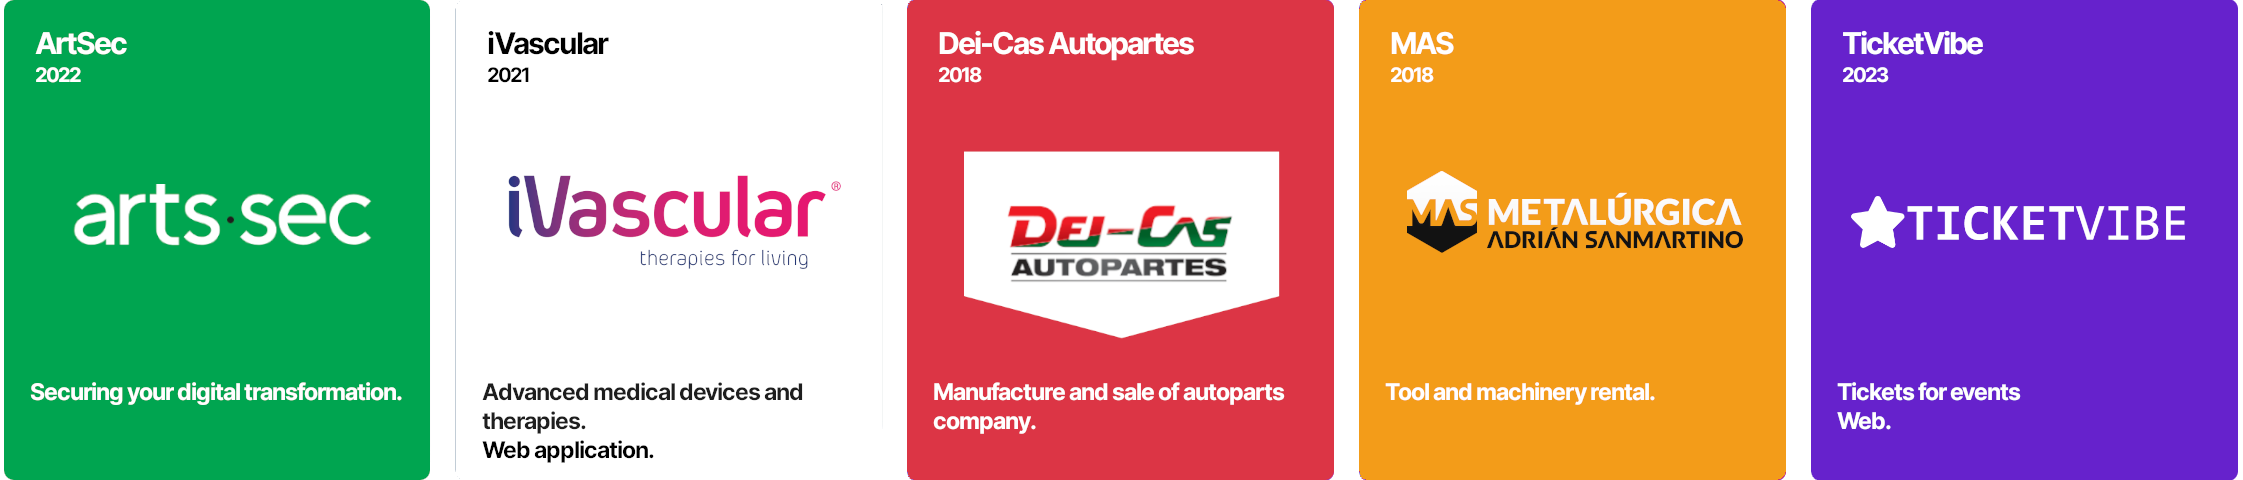 ArtSec
2022
arts·sec
Securing your digital transformation.
iVascular
2021
iVascular®
therapies for living
Advanced medical devices and
therapies.
Web application.
Dei-Cas Autopartes
2018
DEI-CAS
AUTOPARTES
Manufacture and sale of autoparts
company.
MAS
2018
MAS METALÚRGICA
ADRIÁN SANMARTINO
Tool and machinery rental.
TicketVibe
2023
TICKETVIBE
Tickets for events
Web.